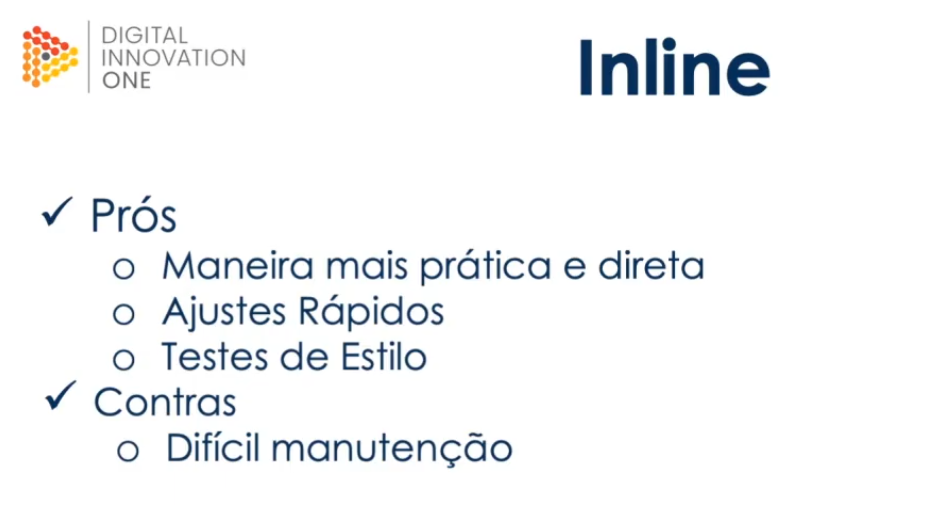 DIGITAL
INNOVATION
ONE
Inline
✓ Prós
o Maneira mais prática e direta
o Ajustes Rápidos
o Testes de Estilo
✓ Contras
o Difícil manutenção